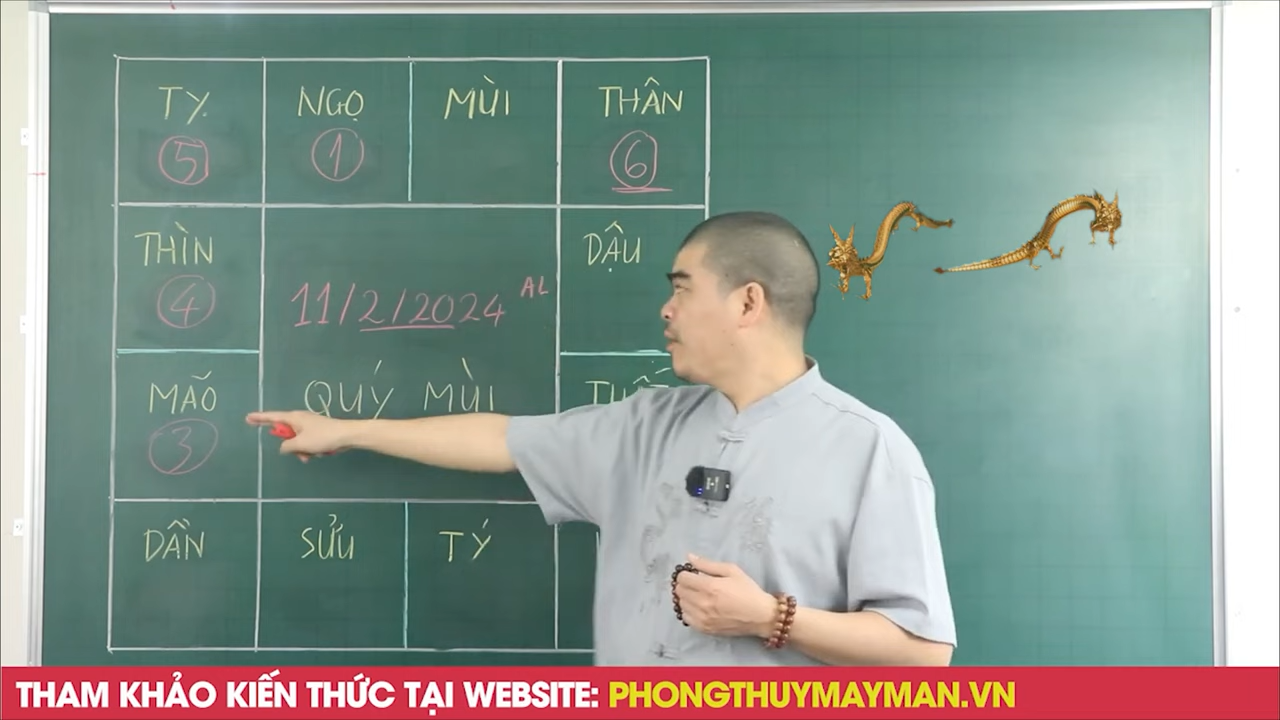 TỴ NGỌ MÙI THÂN
5 1 6
THÌN DẬU
4
11/2/2024 AL
MÃO QUÝ MÙI
3
DẦN SỬU TÝ
THAM KHẢO KIẾN THỨC TẠI WEBSITE: PHONGTHUYMAYMAN.VN